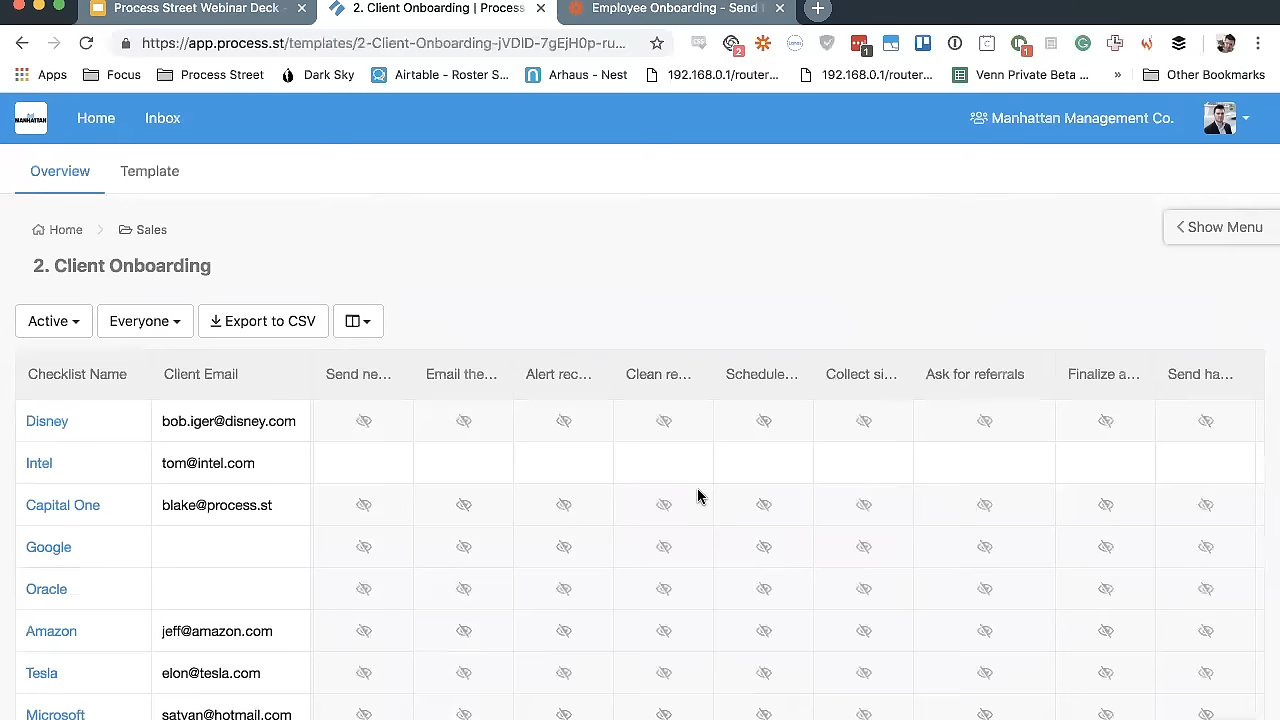 Process Street Webinar Deck -
2. Client Onboarding | Process
Employee Onboarding - Send
https://app.process.st/templates/2-Client-Onboarding-jVDlD-7gEjH0p-ru...
2
1
1
Apps
Focus
Process Street
Dark Sky
Airtable - Roster S...
Arhaus - Nest
192.168.0.1/router...
192.168.0.1/router...
Venn Private Beta ...
»
Other Bookmarks
MANHATTAN
Home
Inbox
Manhattan Management Co.
Overview
Template
Home
Sales
Show Menu
2. Client Onboarding
Active
Everyone
Export to CSV
Checklist Name Client Email Send ne... Email the... Alert rec... Clean re... Schedule... Collect si... Ask for referrals Finalize a... Send ha...
Disney bob.iger@disney.com
Intel tom@intel.com
Capital One blake@process.st
Google
Oracle
Amazon jeff@amazon.com
Tesla elon@tesla.com
Microsoft satyan@hotmail.com